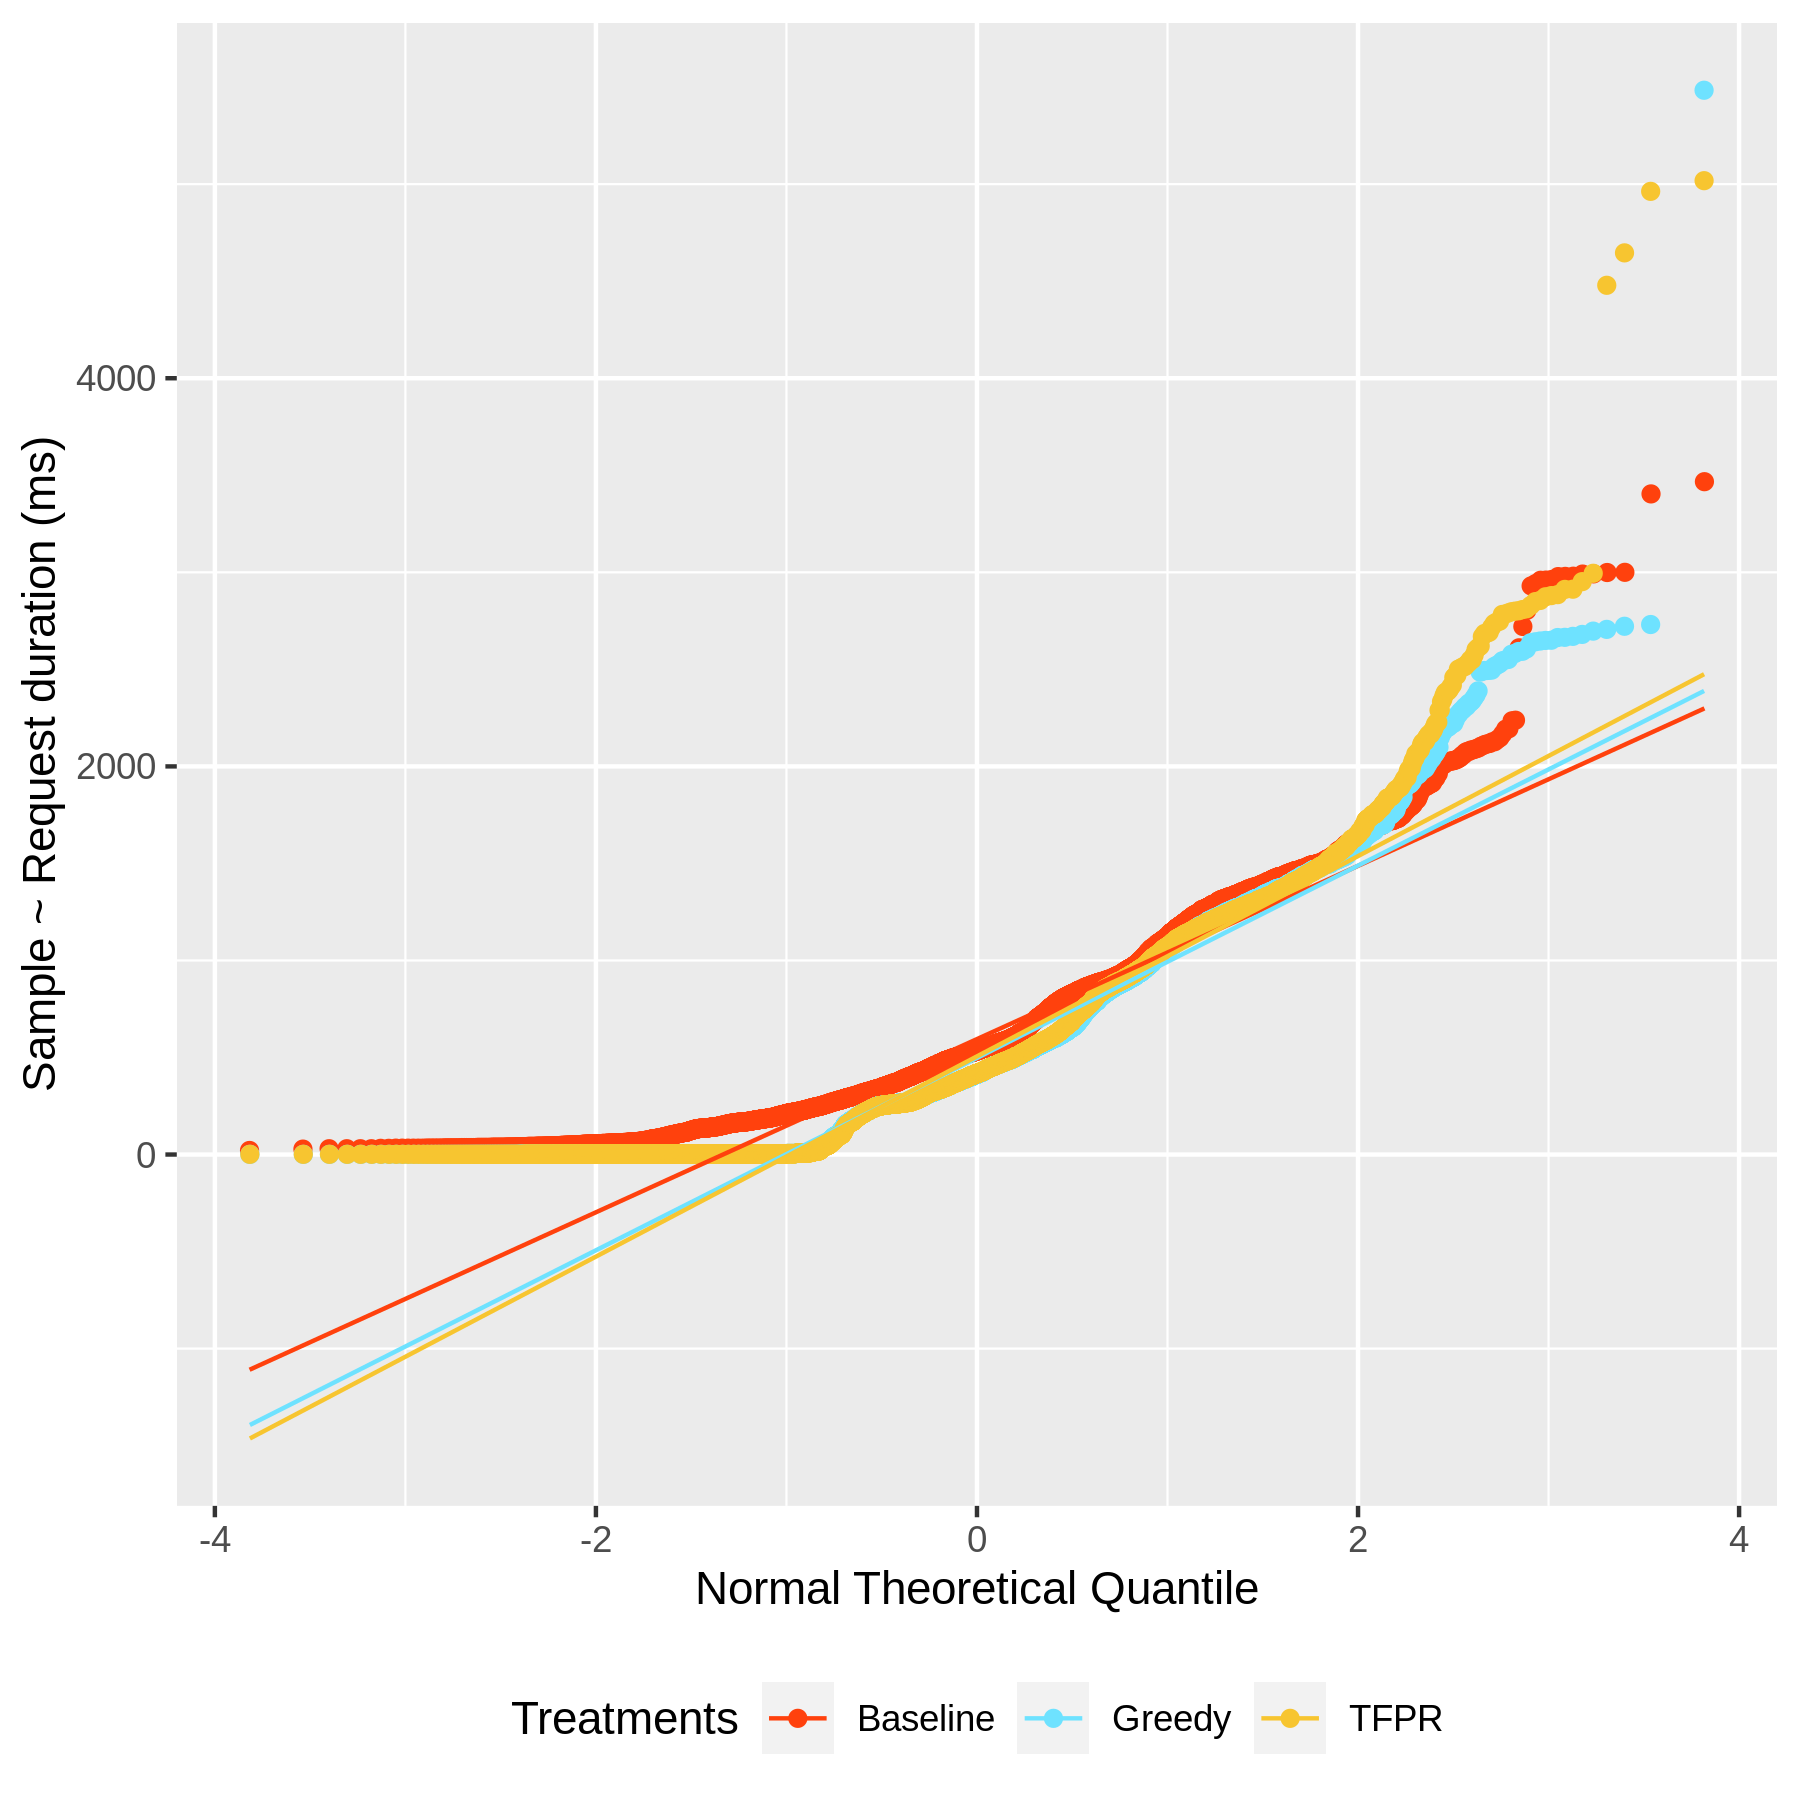 Sample ~ Request duration (ms)
4000
2000
0
-4 -2 0 2 4
Normal Theoretical Quantile
Treatments Baseline Greedy TFPR